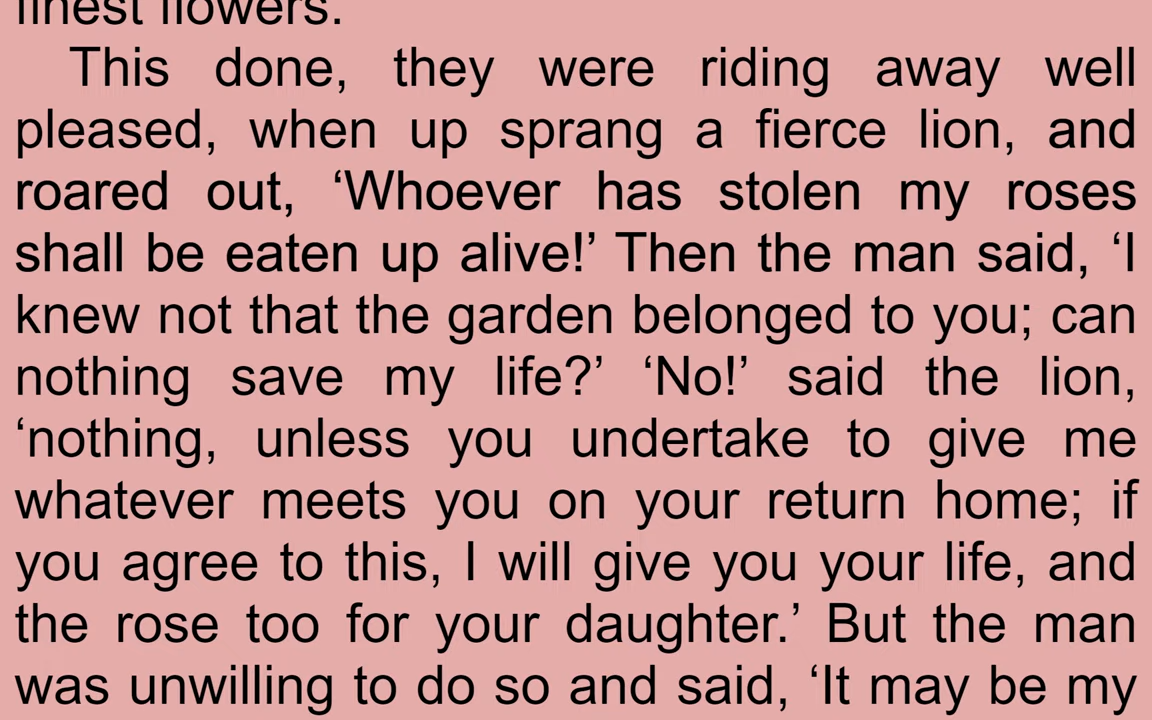 finest flowers.
This done, they were riding away well
pleased, when up sprang a fierce lion, and
roared out, ‘Whoever has stolen my roses
shall be eaten up alive!’ Then the man said, ‘I
knew not that the garden belonged to you; can
nothing save my life?’ ‘No!’ said the lion,
‘nothing, unless you undertake to give me
whatever meets you on your return home; if
you agree to this, I will give you your life, and
the rose too for your daughter.’ But the man
was unwilling to do so and said, ‘It may be my